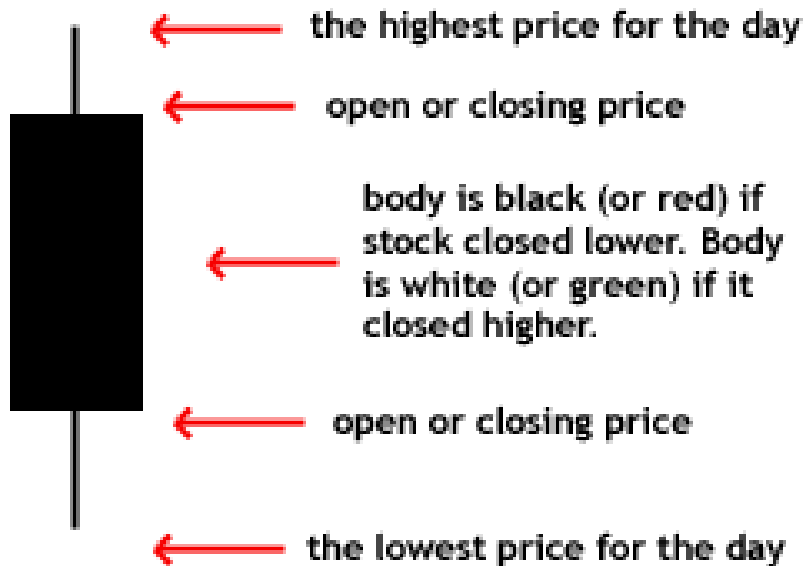 the highest price for the day
open or closing price
body is black (or red) if
stock closed lower. Body
is white (or green) if it
closed higher.
open or closing price
the lowest price for the day